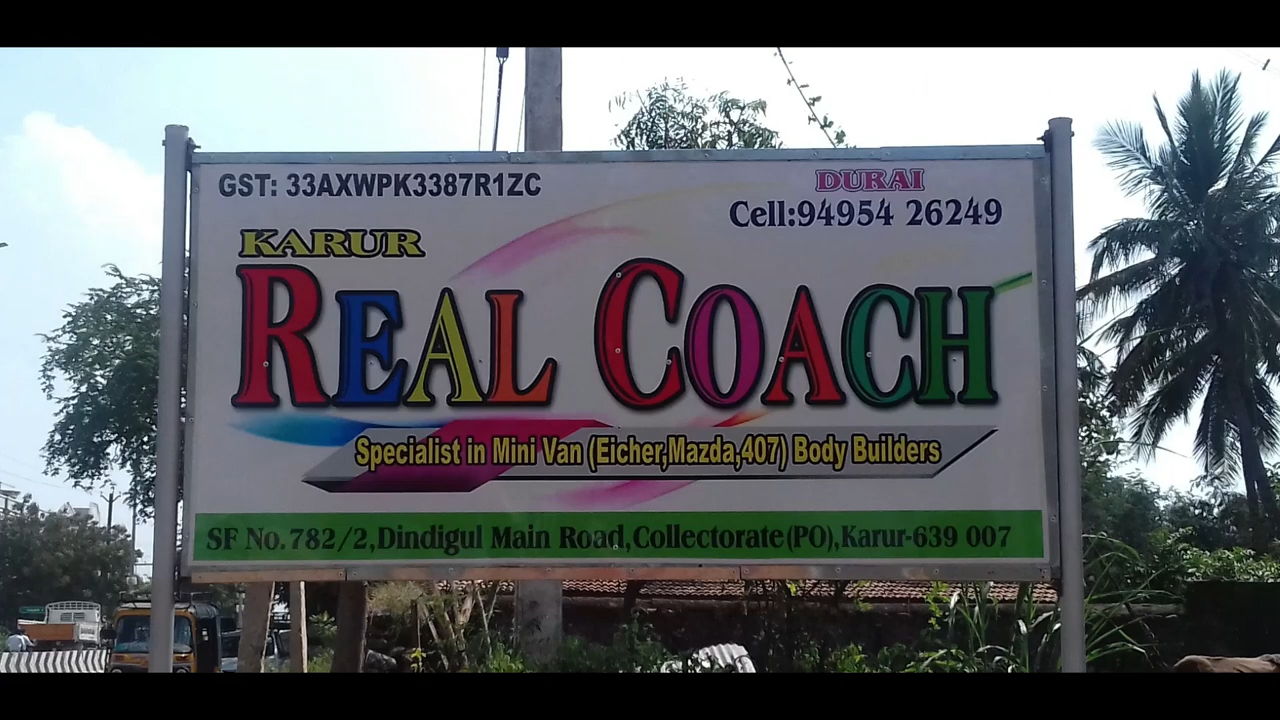 GST: 33AXWPK3387R1ZC
DURAI
Cell:94954 26249
KARUR
REAL COACH
Specialist in Mini Van (Eicher,Mazda,407) Body Builders
SF No.782/2,Dindigul Main Road,Collectorate(PO),Karur-639 007